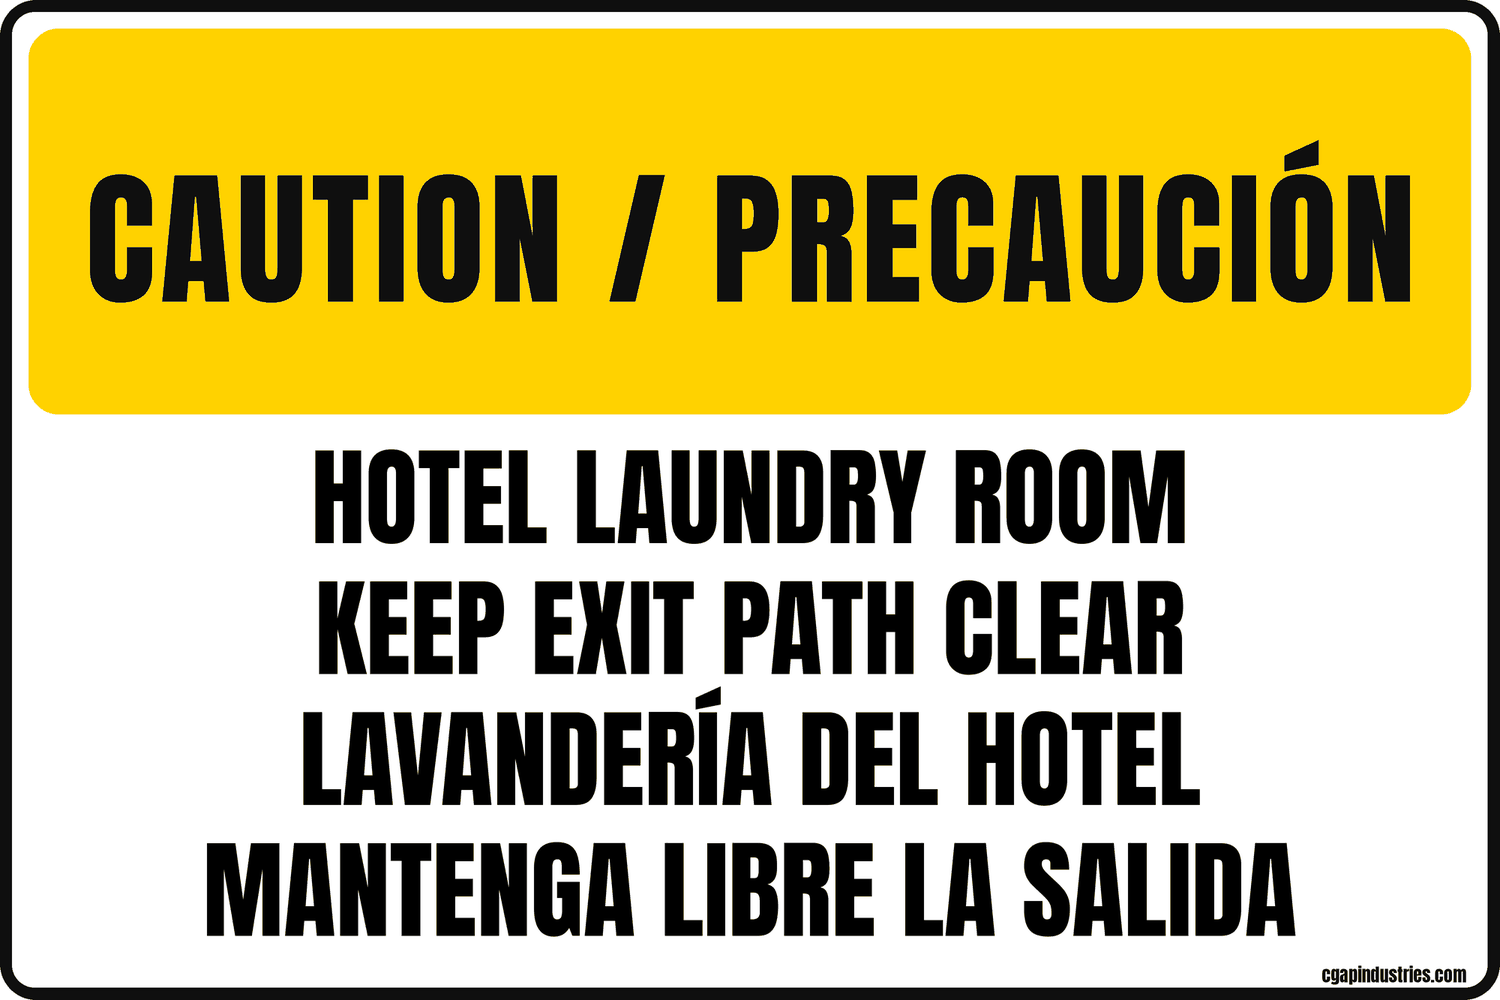 CAUTION / PRECAUCIÓN
HOTEL LAUNDRY ROOM
KEEP EXIT PATH CLEAR
LAVANDERÍA DEL HOTEL
MANTENGA LIBRE LA SALIDA
cgapindustries.com